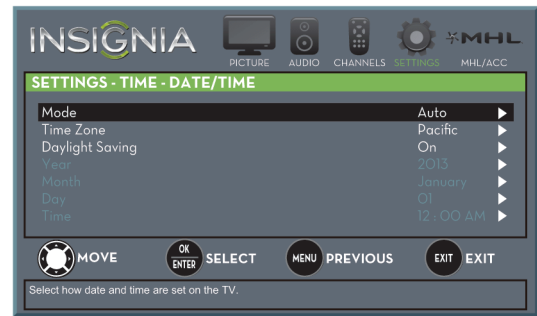 INSIGNIA
PICTURE AUDIO CHANNELS SETTINGS MHL MHL/ACC
SETTINGS - TIME - DATE/TIME
Mode Auto
Time Zone Pacific
Daylight Saving On
Year 2013
Month January
Day 01
Time 12 : 00 AM
MOVE OK ENTER SELECT MENU PREVIOUS EXIT EXIT
Select how date and time are set on the TV.